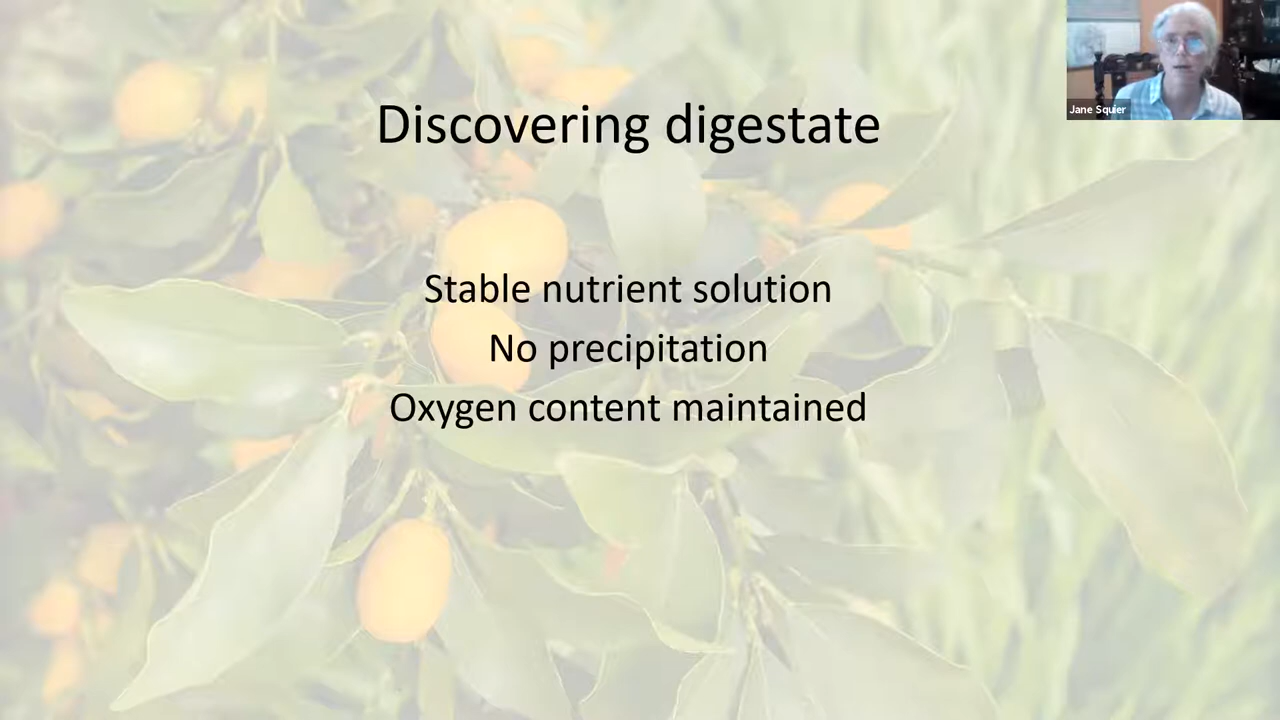 Discovering digestate
Jane Squier
Stable nutrient solution
No precipitation
Oxygen content maintained